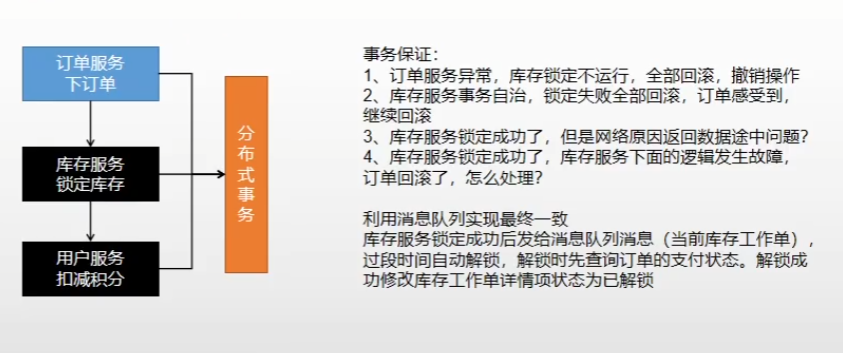 订单服务
下订单
库存服务
锁定库存
用户服务
扣减积分
分
布
式
事
务
事务保证：
1、订单服务异常，库存锁定不运行，全部回滚，撤销操作
2、库存服务事务自治，锁定失败全部回滚，订单感受到，
继续回滚
3、库存服务锁定成功了，但是网络原因返回数据途中问题？
4、库存服务锁定成功了，库存服务下面的逻辑发生故障，
订单回滚了，怎么处理？
利用消息队列实现最终一致
库存服务锁定成功后发给消息队列消息（当前库存工作单），
过段时间自动解锁，解锁时先查询订单的支付状态。解锁成
功修改库存工作单详情项状态为已解锁